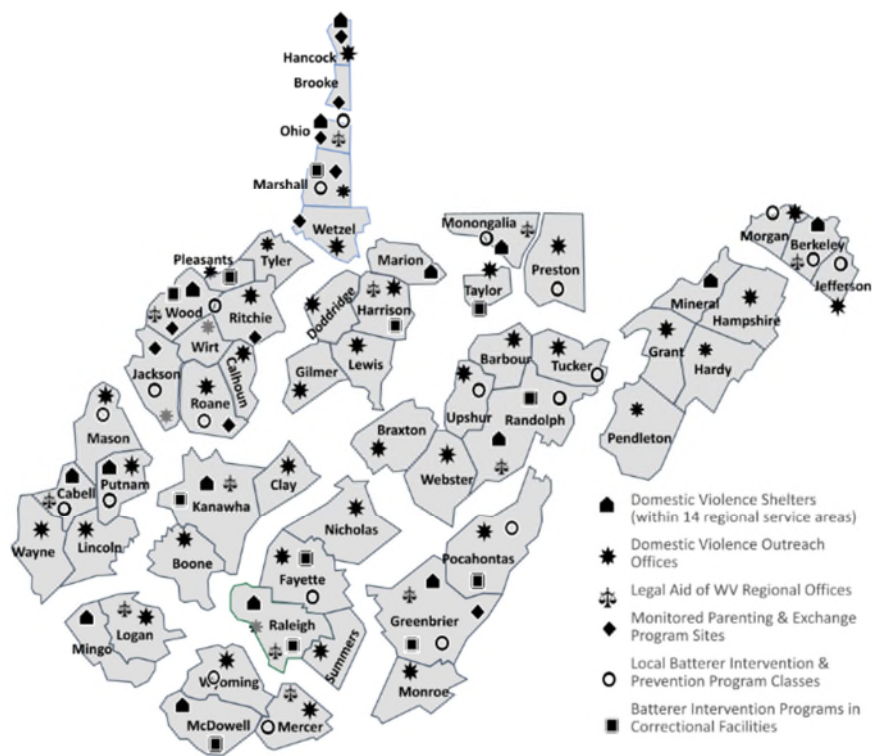 Hancock
Brooke
Ohio
Marshall
Wetzel
Monongalia
Morgan
Berkeley
Jefferson
Pleasants
Tyler
Marion
Preston
Taylor
Wood
Ritchie
Doddridge
Harrison
Mineral
Hampshire
Wirt
Calhoun
Jackson
Roane
Gilmer
Lewis
Barbour
Tucker
Grant
Hardy
Upshur
Randolph
Pendleton
Mason
Braxton
Webster
Cabell
Putnam
Kanawha
Clay
Nicholas
Wayne
Lincoln
Boone
Fayette
Pocahontas
Greenbrier
Mingo
Logan
Raleigh
Summers
Monroe
Wyoming
McDowell
Mercer
Domestic Violence Shelters
(within 14 regional service areas)
Domestic Violence Outreach
Offices
Legal Aid of WV Regional Offices
Monitored Parenting & Exchange
Program Sites
Local Batterer Intervention &
Prevention Program Classes
Batterer Intervention Programs in
Correctional Facilities